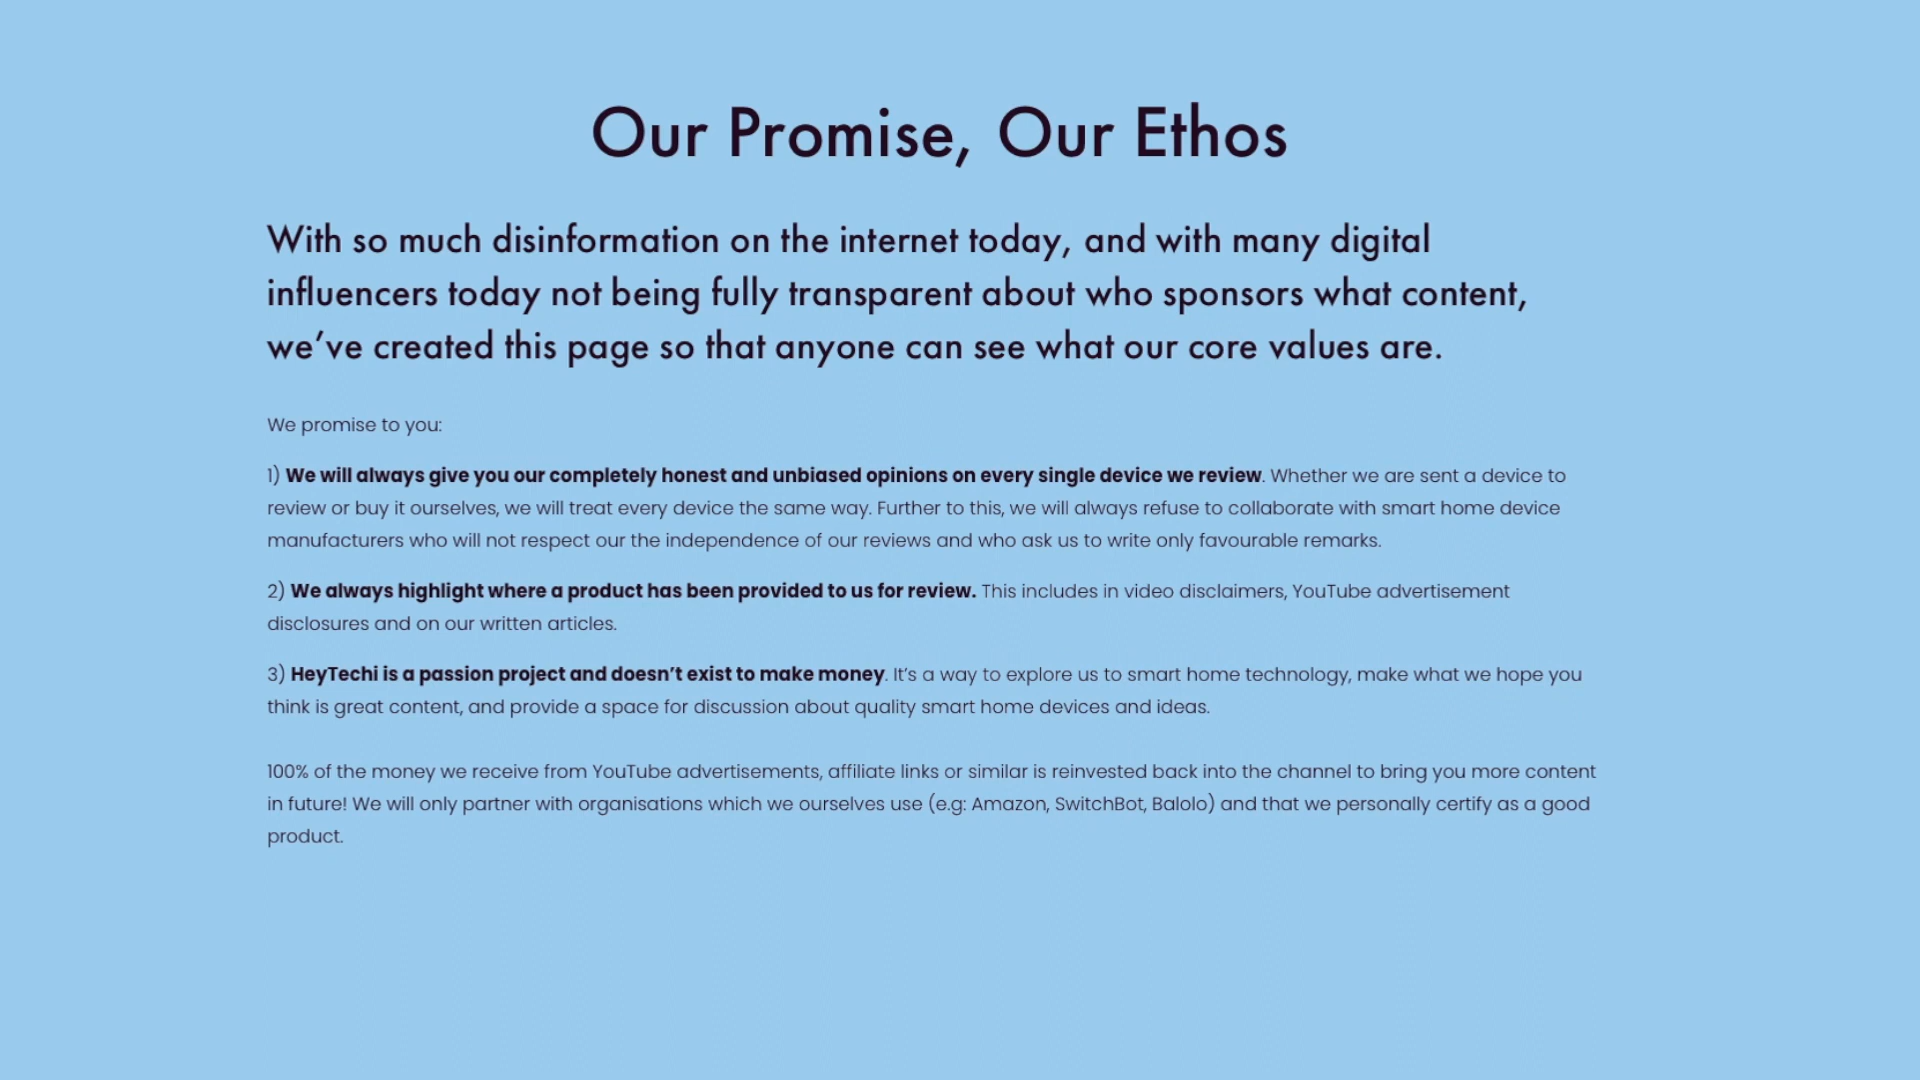 Our Promise, Our Ethos
With so much disinformation on the internet today, and with many digital
influencers today not being fully transparent about who sponsors what content,
we’ve created this page so that anyone can see what our core values are.
We promise to you:
1) We will always give you our completely honest and unbiased opinions on every single device we review. Whether we are sent a device to
review or buy it ourselves, we will treat every device the same way. Further to this, we will always refuse to collaborate with smart home device
manufacturers who will not respect our the independence of our reviews and who ask us to write only favourable remarks.
2) We always highlight where a product has been provided to us for review. This includes in video disclaimers, YouTube advertisement
disclosures and on our written articles.
3) HeyTechi is a passion project and doesn’t exist to make money. It’s a way to explore us to smart home technology, make what we hope you
think is great content, and provide a space for discussion about quality smart home devices and ideas.
100% of the money we receive from YouTube advertisements, affiliate links or similar is reinvested back into the channel to bring you more content
in future! We will only partner with organisations which we ourselves use (e.g: Amazon, SwitchBot, Balolo) and that we personally certify as a good
product.